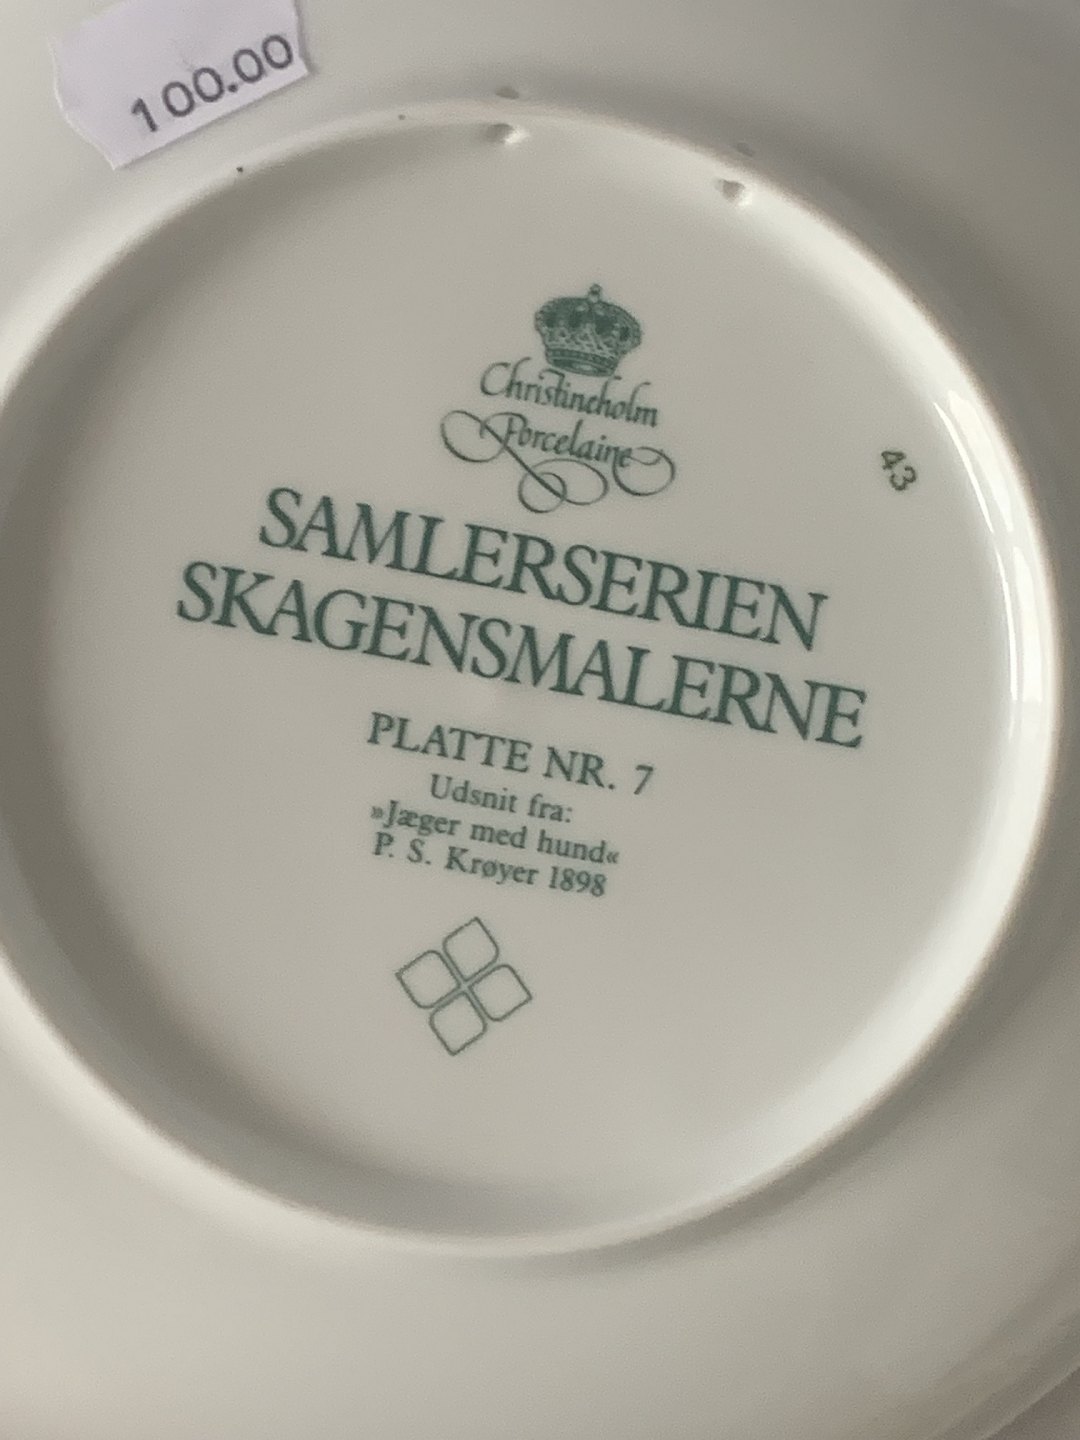 100.00
Christineholm
Porcelaine
43
SAMLERSERIEN
SKAGENSMALERNE
PLATTE NR. 7
Udsnit fra:
»Jæger med hund«
P. S. Krøyer 1898